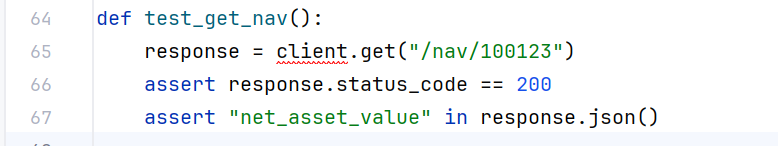 64 def test_get_nav():
65     response = client.get("/nav/100123")
66     assert response.status_code == 200
67     assert "net_asset_value" in response.json()